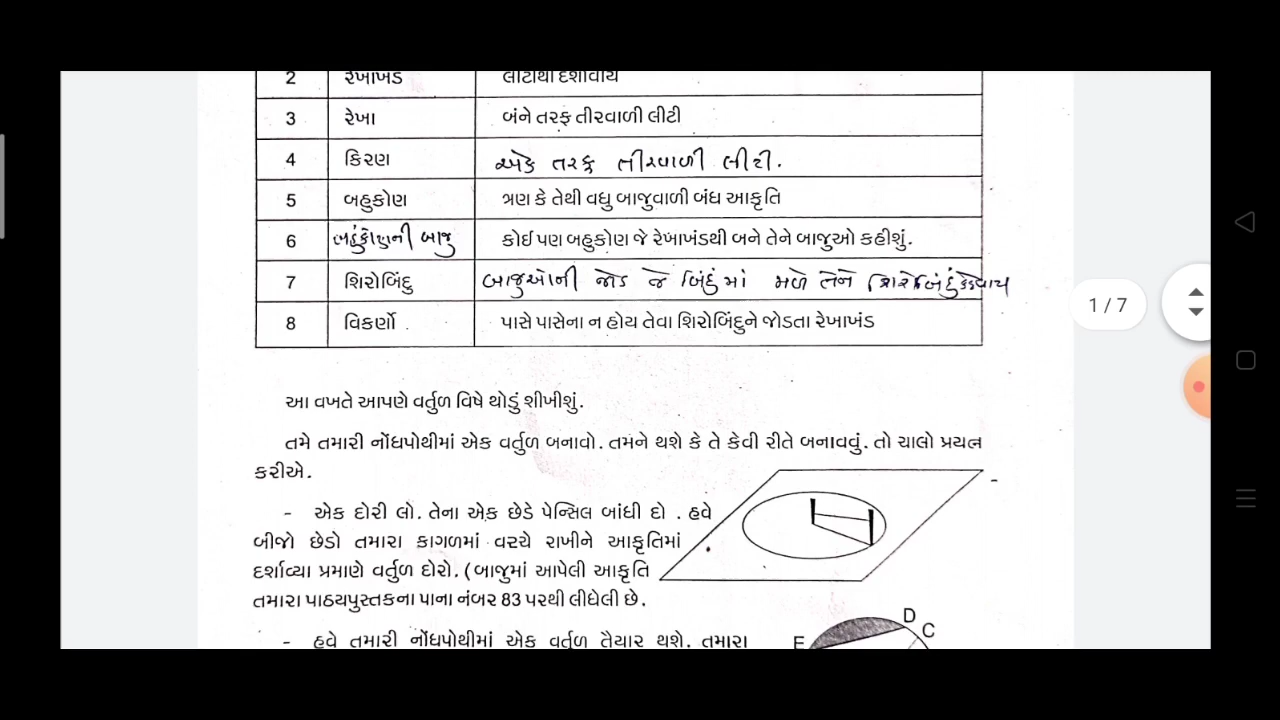 2 રેખાખંડ લીટીથી દર્શાવાય
3 રેખા બંને તરફ તીરવાળી લીટી
4 કિરણ એક તરફ તીરવાળી લીટી.
5 બહુકોણ ત્રણ કે તેથી વધુ બાજુવાળી બંધ આકૃતિ
6 બહુકોણની બાજુ કોઈ પણ બહુકોણ જે રેખાખંડથી બને તેને બાજુઓ કહીશું.
7 શિરોબિંદુ બાજુઓની જોડ જે બિંદુમાં મળે તેને શિરોબિંદુ કહેવાય
8 વિકર્ણો પાસે પાસેના ન હોય તેવા શિરોબિંદુને જોડતા રેખાખંડ
1 / 7
આ વખતે આપણે વર્તુળ વિષે થોડું શીખીશું.
તમે તમારી નોંધપોથીમાં એક વર્તુળ બનાવો. તમને થશે કે તે કેવી રીતે બનાવવું. તો ચાલો પ્રયત્ન
કરીએ.
- એક દોરી લો. તેના એક છેડે પેન્સિલ બાંધી દો . હવે
બીજો છેડો તમારા કાગળમાં વચ્ચે રાખીને આકૃતિમાં
દર્શાવ્યા પ્રમાણે વર્તુળ દોરો. (બાજુમાં આપેલી આકૃતિ
તમારા પાઠયપુસ્તકના પાના નંબર 83 પરથી લીધેલી છે.
- હવે તમારી નોંધપોથીમાં એક વર્તુળ તૈયાર થશે. તમારા
D
C
E